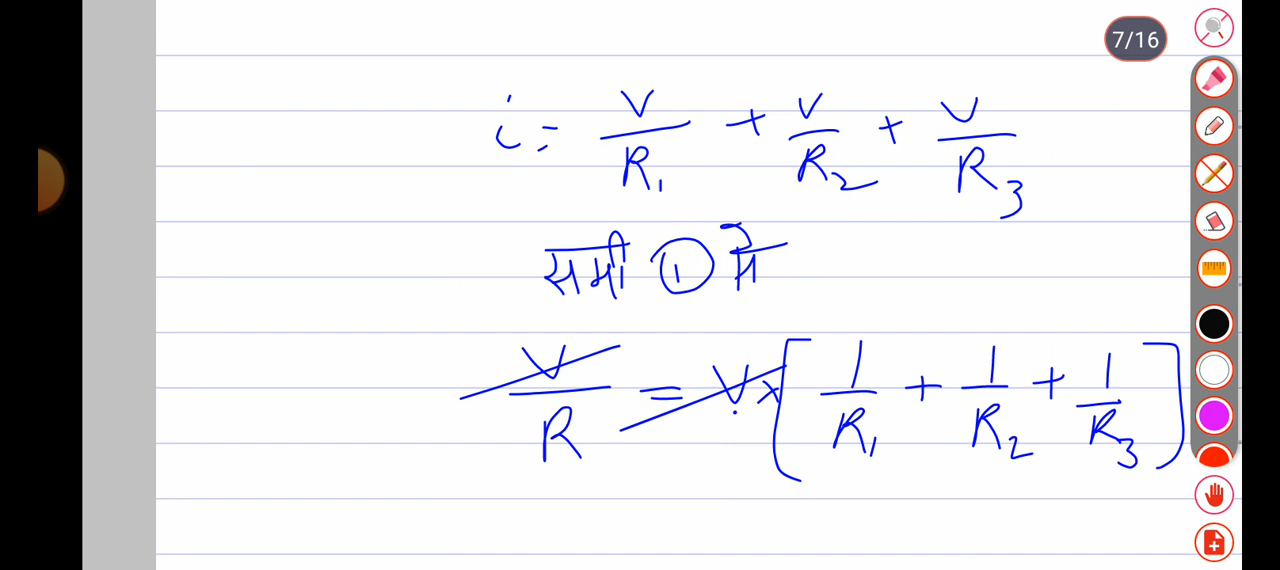 7/16
i = V/R₁ + V/R₂ + V/R₃
समी ① से
V/R = V × [1/R₁ + 1/R₂ + 1/R₃]